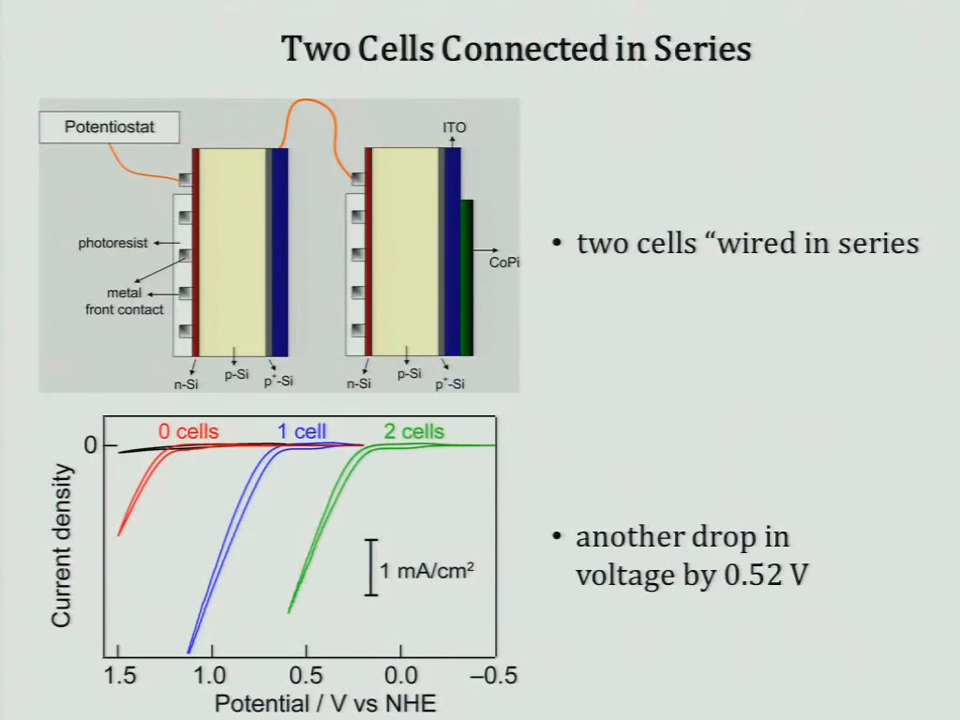 Two Cells Connected in Series
Potentiostat
ITO
photoresist
CoPi
metal
front contact
n-Si
p-Si
p⁺-Si
n-Si
p-Si
p⁺-Si
• two cells “wired in series
0 cells
1 cell
2 cells
0
Current density
1 mA/cm²
1.5
1.0
0.5
0.0
–0.5
Potential / V vs NHE
• another drop in
voltage by 0.52 V